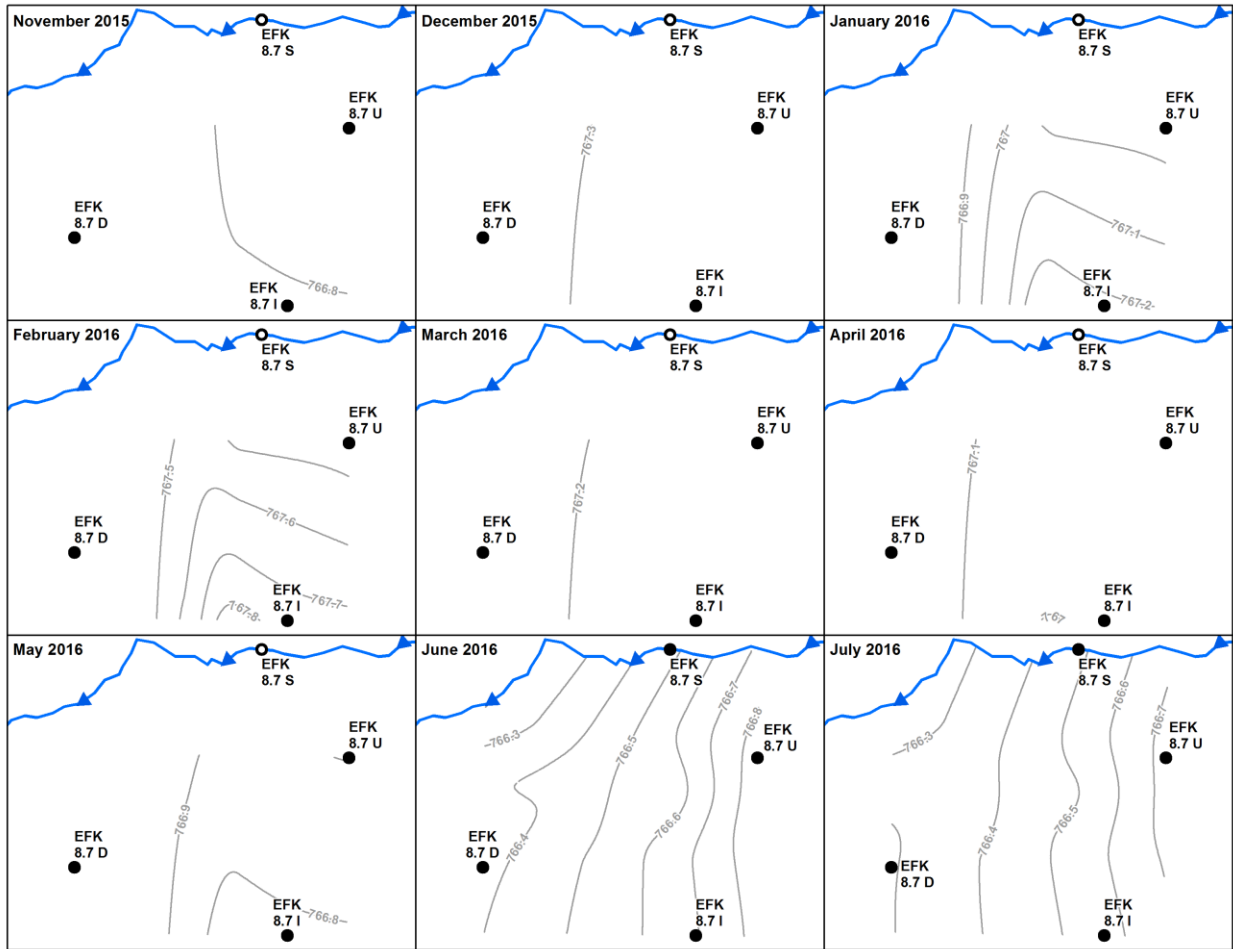 November 2015
EFK
8.7 S
EFK
8.7 U
EFK
8.7 D
EFK
8.7 I
766.8
December 2015
EFK
8.7 S
767.3
EFK
8.7 U
EFK
8.7 D
EFK
8.7 I
January 2016
EFK
8.7 S
EFK
8.7 U
767
766.9
EFK
8.7 D
767.1
EFK
8.7 I
767.2
February 2016
EFK
8.7 S
EFK
8.7 U
767.5
767.6
EFK
8.7 D
EFK
8.7 I
767.7
767.8
March 2016
EFK
8.7 S
EFK
8.7 U
767.2
EFK
8.7 D
EFK
8.7 I
April 2016
EFK
8.7 S
EFK
8.7 U
767.1
EFK
8.7 D
EFK
8.7 I
767
May 2016
EFK
8.7 S
EFK
8.7 U
766.9
EFK
8.7 D
EFK
8.7 I
766.8
June 2016
EFK
8.7 S
766.7
766.3
766.5
766.8
EFK
8.7 U
766.6
766.4
EFK
8.7 D
EFK
8.7 I
July 2016
EFK
8.7 S
766.6
766.7
766.3
EFK
8.7 U
766.5
766.4
EFK
8.7 D
EFK
8.7 I